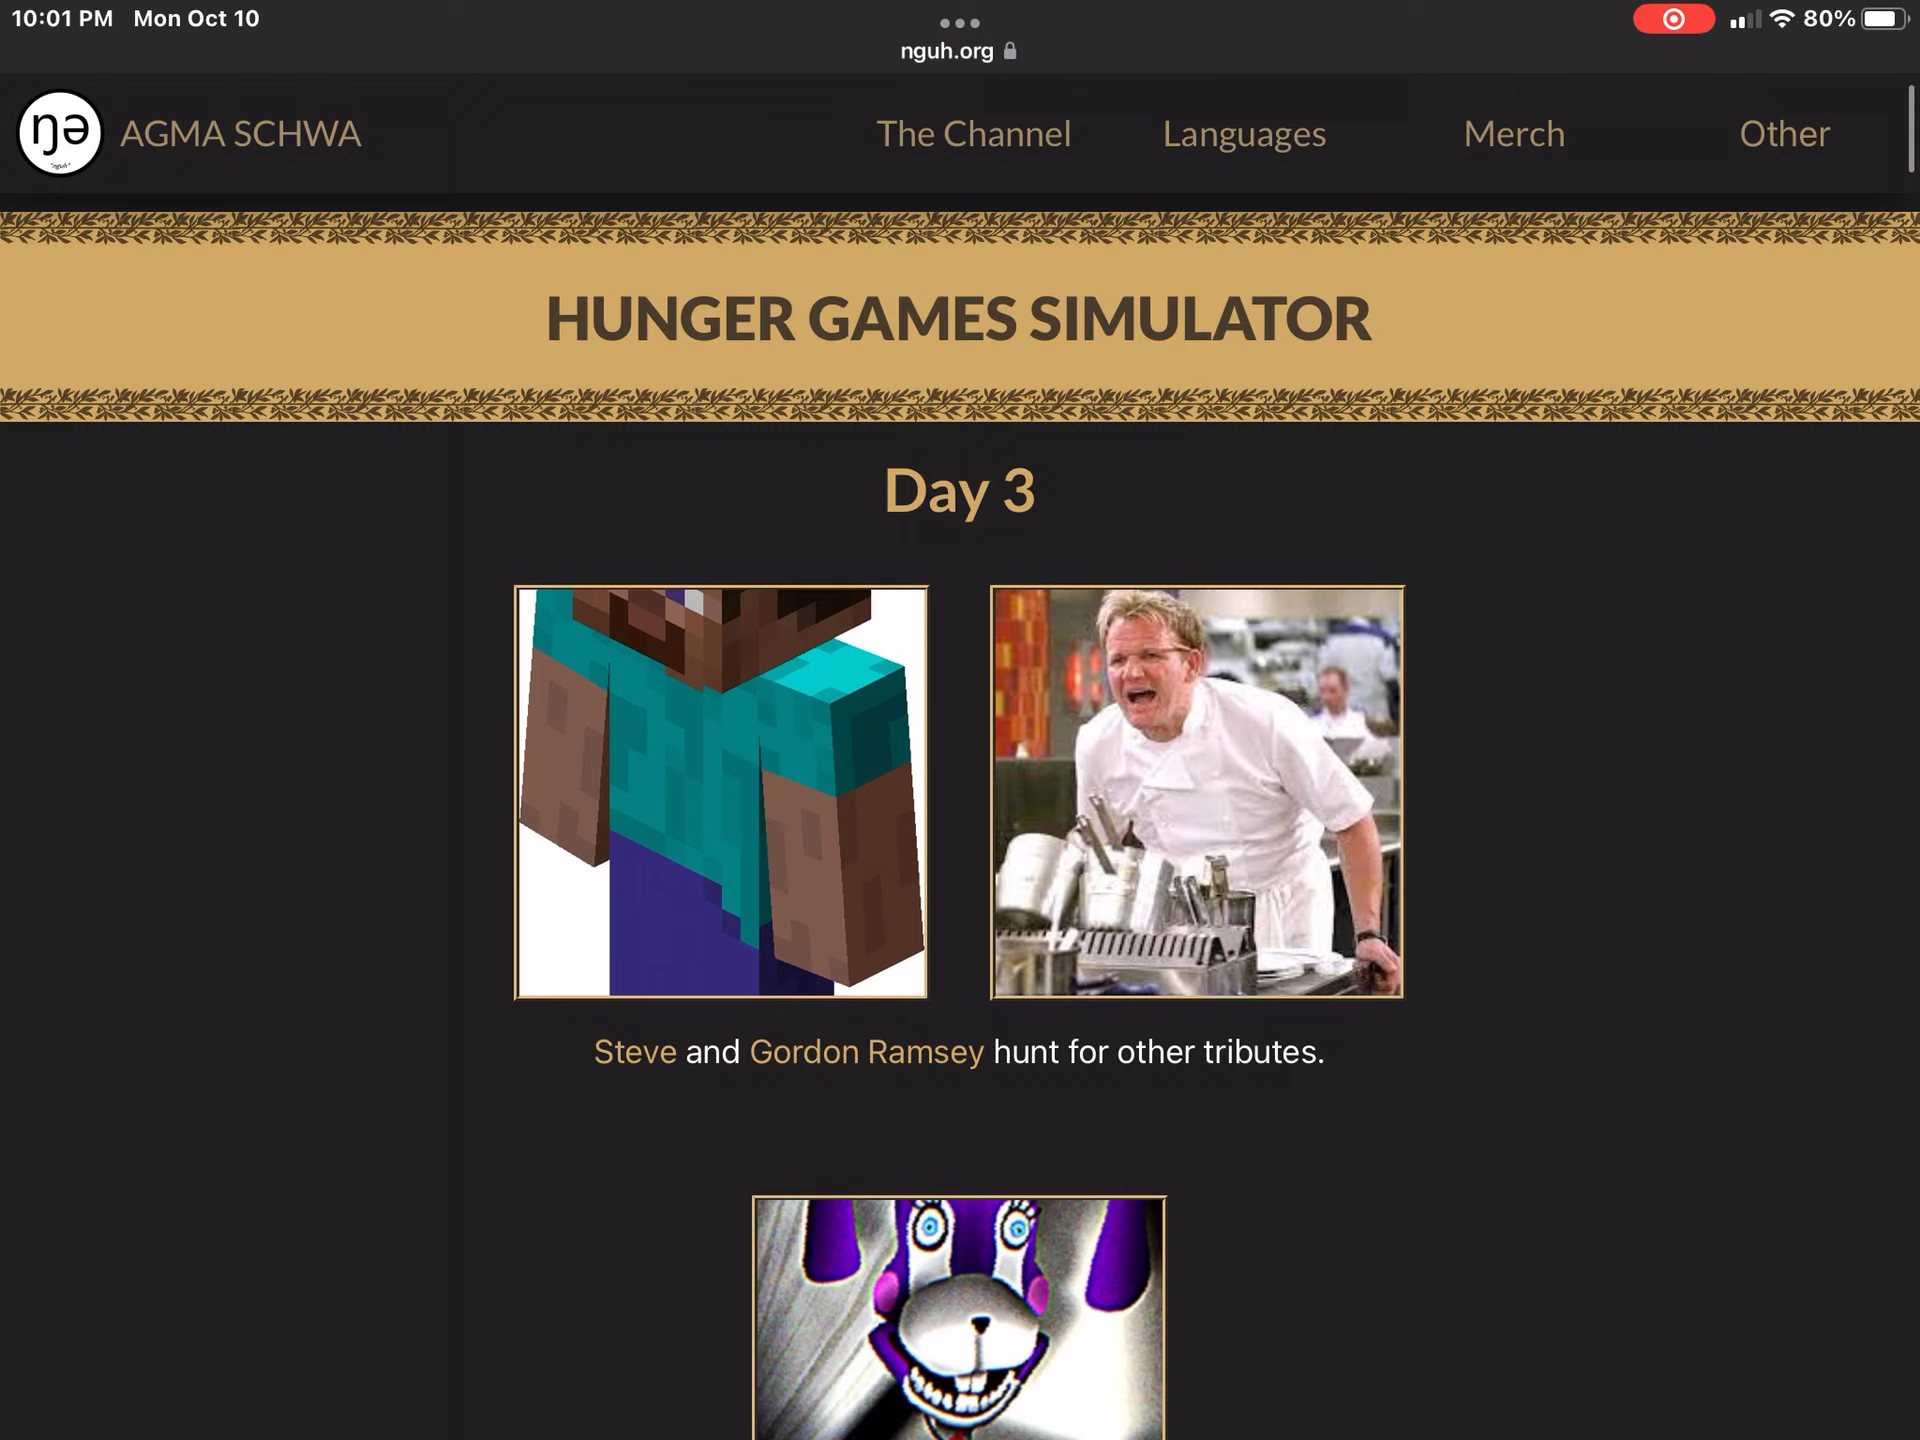 10:01 PM Mon Oct 10
80%
nguh.org
ŋə
"nguh"
AGMA SCHWA
The Channel
Languages
Merch
Other
HUNGER GAMES SIMULATOR
Day 3
Steve and Gordon Ramsey hunt for other tributes.